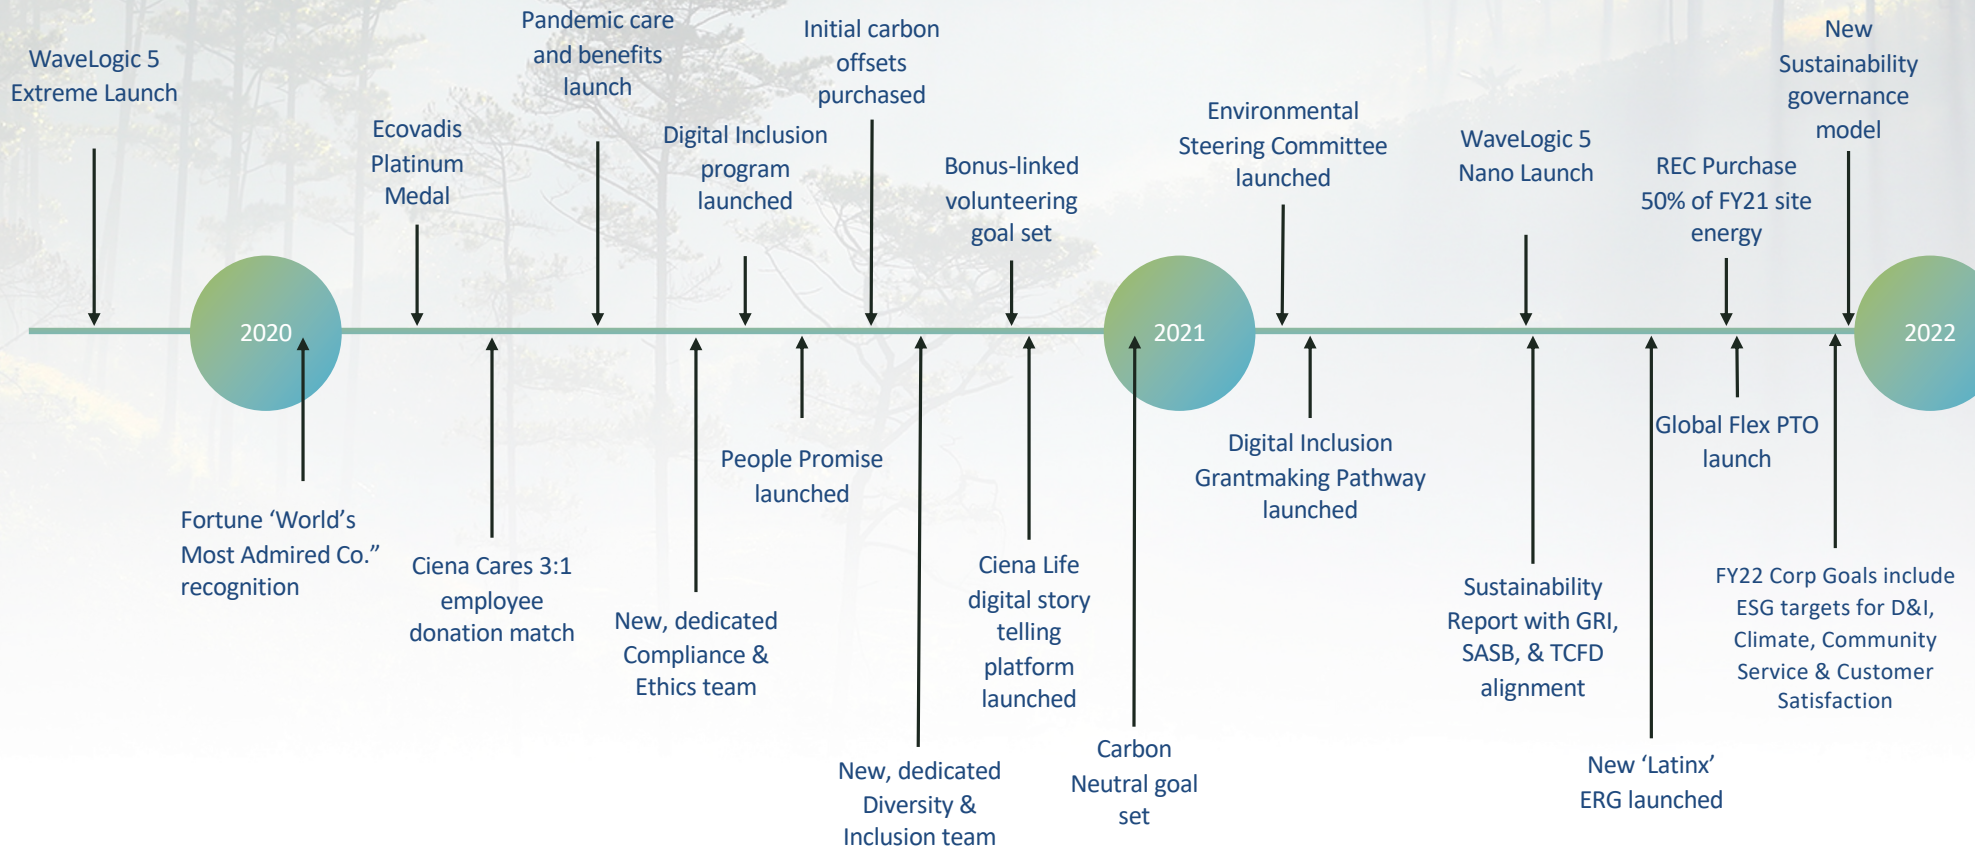 WaveLogic 5
Extreme Launch
Ecovadis
Platinum
Medal
Pandemic care
and benefits
launch
Digital Inclusion
program
launched
Initial carbon
offsets
purchased
Bonus-linked
volunteering
goal set
Environmental
Steering Committee
launched
WaveLogic 5
Nano Launch
REC Purchase
50% of FY21 site
energy
New
Sustainability
governance
model
2020
2021
2022
Fortune ‘World’s
Most Admired Co.”
recognition
Ciena Cares 3:1
employee
donation match
New, dedicated
Compliance &
Ethics team
People Promise
launched
New, dedicated
Diversity &
Inclusion team
Ciena Life
digital story
telling
platform
launched
Carbon
Neutral goal
set
Digital Inclusion
Grantmaking Pathway
launched
Sustainability
Report with GRI,
SASB, & TCFD
alignment
New ‘Latinx’
ERG launched
Global Flex PTO
launch
FY22 Corp Goals include
ESG targets for D&I,
Climate, Community
Service & Customer
Satisfaction